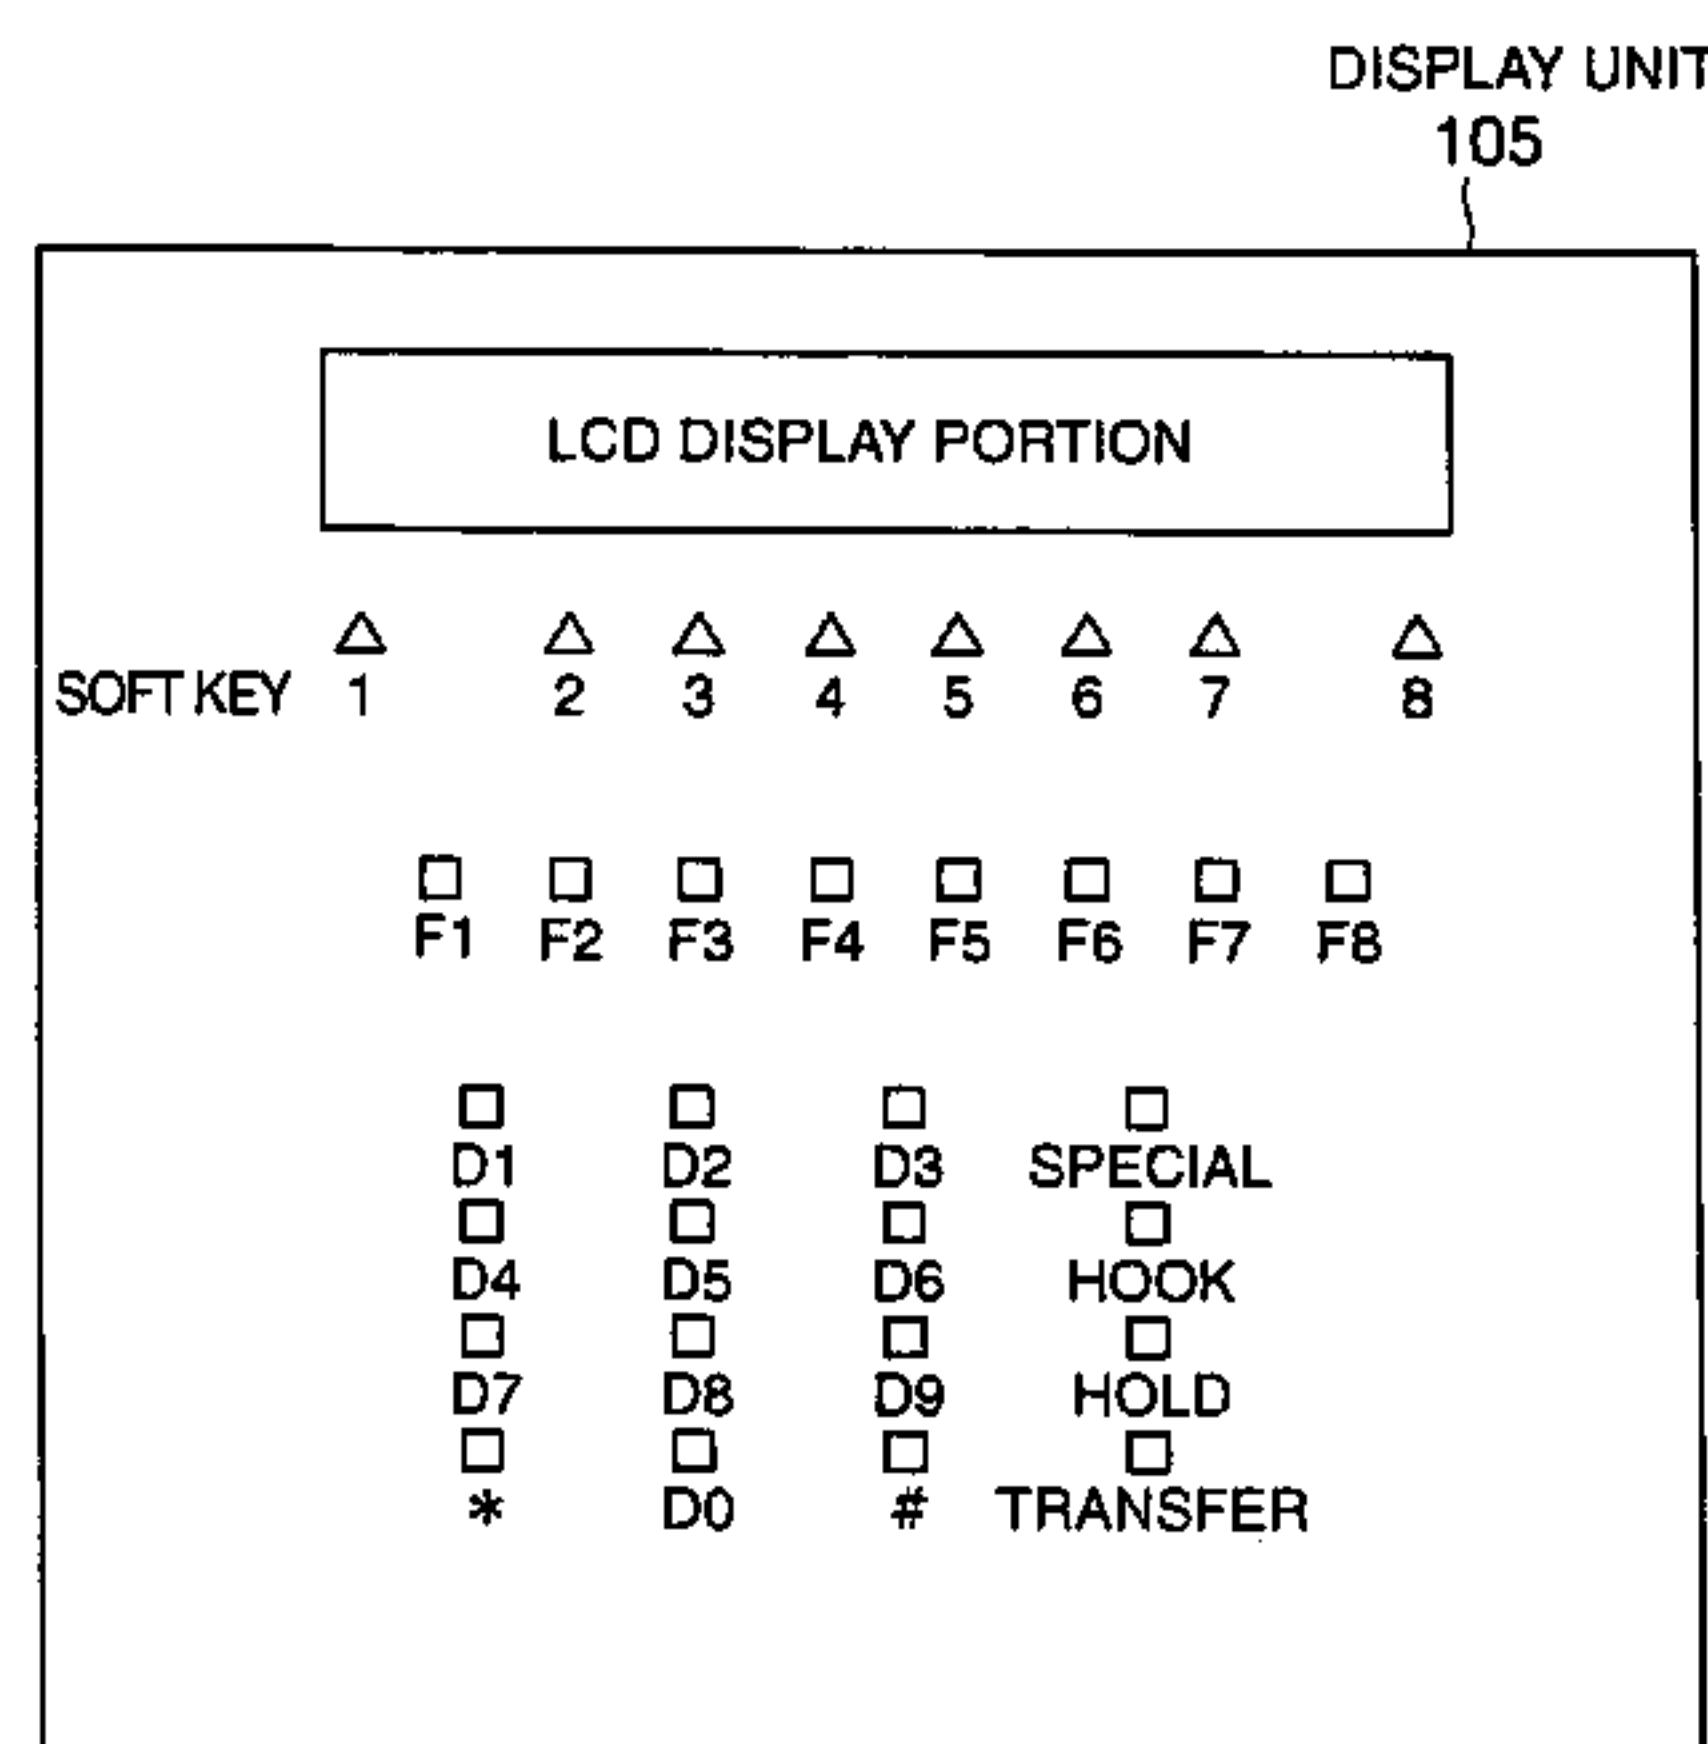 DISPLAY UNIT
105
LCD DISPLAY PORTION
SOFT KEY 1 2 3 4 5 6 7 8
F1 F2 F3 F4 F5 F6 F7 F8
D1 D2 D3 SPECIAL
D4 D5 D6 HOOK
D7 D8 D9 HOLD
* D0 # TRANSFER